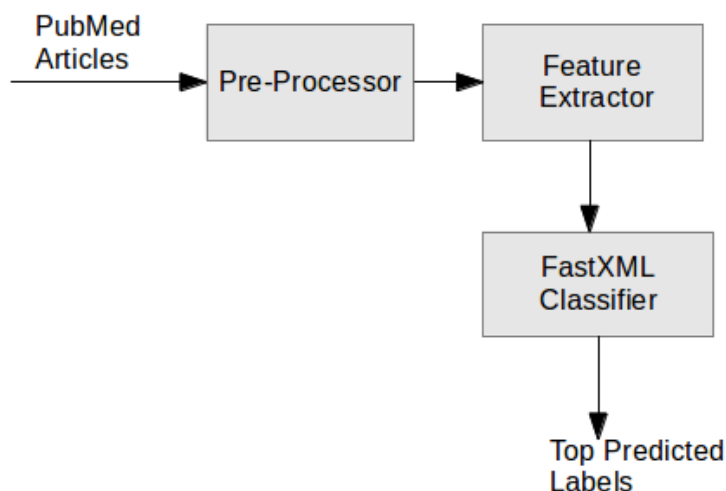 PubMed
Articles
Pre-Processor
Feature
Extractor
FastXML
Classifier
Top Predicted
Labels